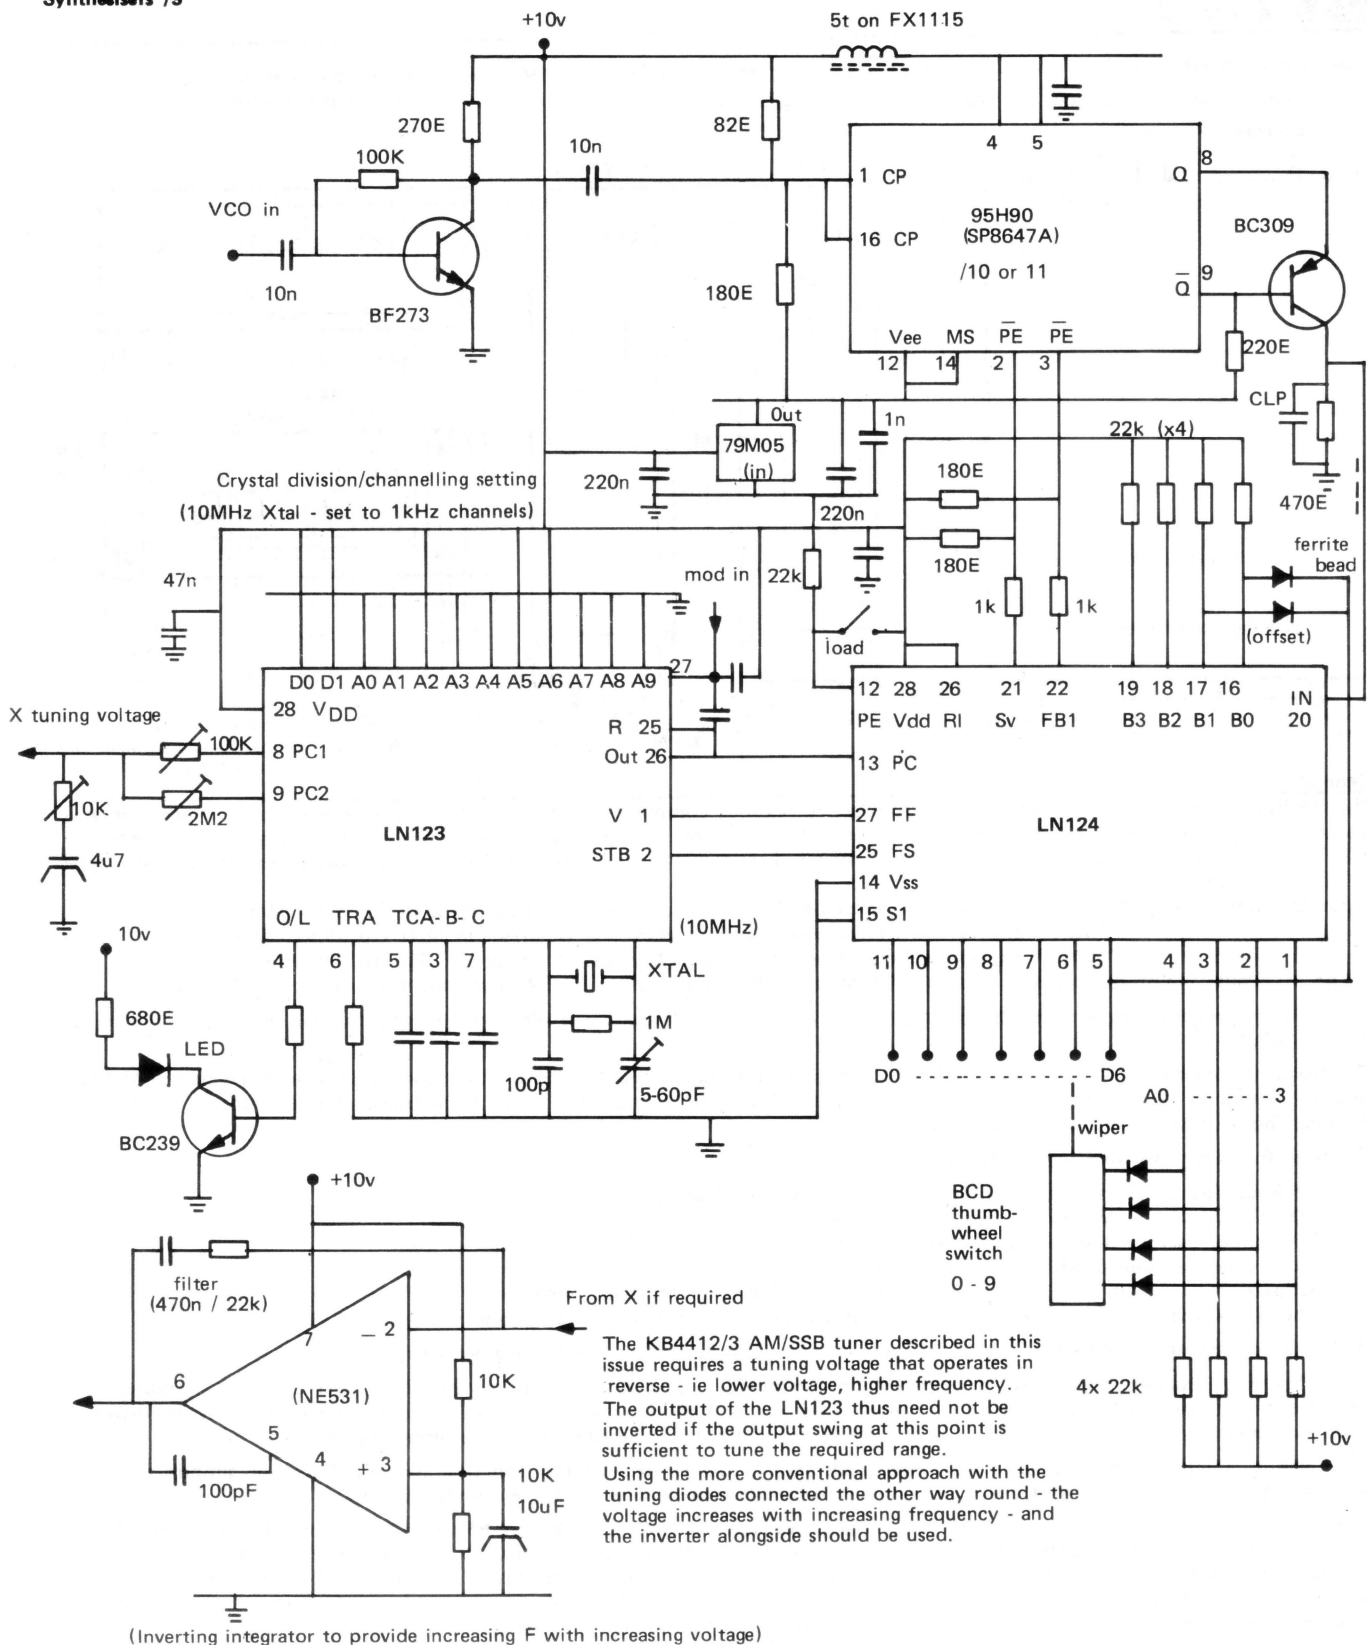 Synthesisers /3
+10v
5t on FX1115
270E
82E
100K
10n
VCO in
10n
BF273
180E
4 5
1 CP
16 CP
95H90
(SP8647A)
/10 or 11
Q
8
Q
9
BC309
Vee MS PE PE
12 14 2 3
220E
CLP
470E
Out
79M05
(in)
1n
220n
220n
22k (x4)
180E
180E
1k
1k
ferrite
bead
(offset)
Crystal division/channelling setting
(10MHz Xtal - set to 1kHz channels)
47n
mod in
22k
load
D0 D1 A0 A1 A2 A3 A4 A5 A6 A7 A8 A9
27
28 VDD
R 25
Out 26
8 PC1
9 PC2
V 1
STB 2
LN123
O/L TRA TCA- B- C
4 6 5 3 7
X tuning voltage
100K
10K
2M2
4u7
12 28 26 21 22 19 18 17 16
PE Vdd RI Sv FB1 B3 B2 B1 B0
IN
20
13 PC
27 FF
25 FS
14 Vss
15 S1
LN124
11 10 9 8 7 6 5 4 3 2 1
(10MHz)
XTAL
1M
100p
5-60pF
10v
680E
LED
BC239
D0 - - - - - - - - - - - - D6
A0 - - - - - - 3
wiper
BCD
thumb-
wheel
switch
0 - 9
4x 22k
+10v
+10v
filter
(470n / 22k)
7
− 2
6
(NE531)
5
4
+ 3
100pF
10K
10K
10uF
From X if required
The KB4412/3 AM/SSB tuner described in this
issue requires a tuning voltage that operates in
reverse - ie lower voltage, higher frequency.
The output of the LN123 thus need not be
inverted if the output swing at this point is
sufficient to tune the required range.
Using the more conventional approach with the
tuning diodes connected the other way round - the
voltage increases with increasing frequency - and
the inverter alongside should be used.
(Inverting integrator to provide increasing F with increasing voltage)